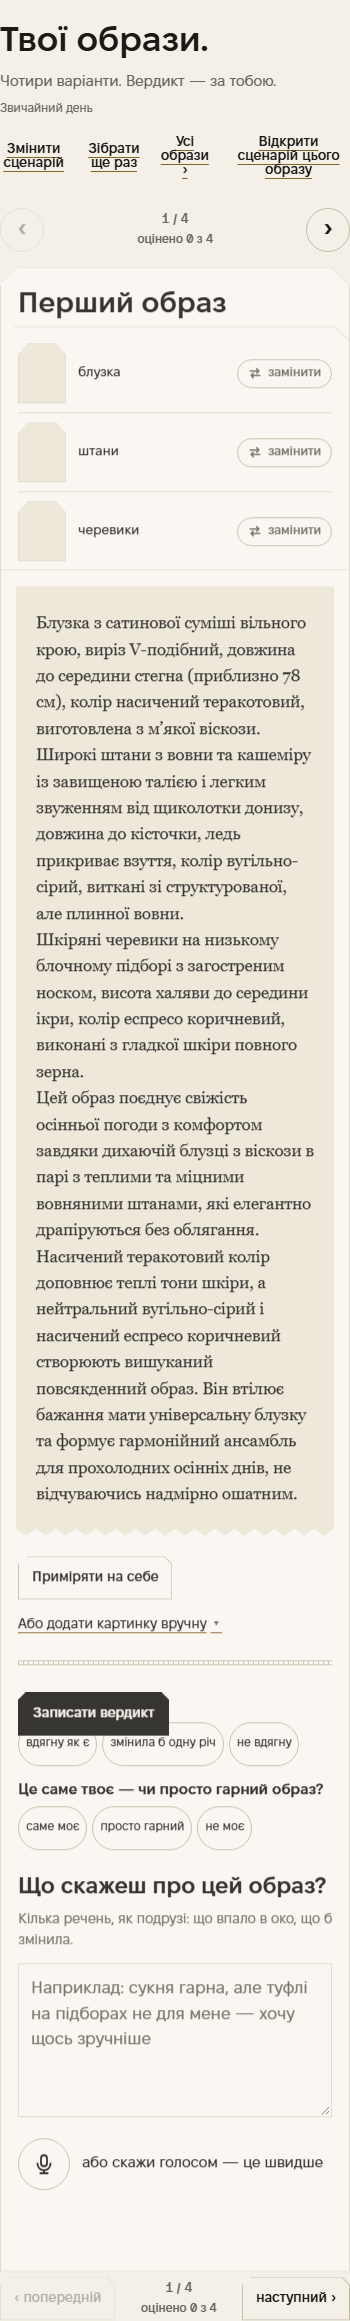 Твої образи.
Чотири варіанти. Вердикт — за тобою.
Звичайний день
Змінити
сценарій
Зібрати
ще раз
Усі
образи
›
Відкрити
сценарій цього
образу
‹
1 / 4
оцінено 0 з 4
›
Перший образ
блузка
⇄ замінити
штани
⇄ замінити
черевики
⇄ замінити
Блузка з сатинової суміші вільного
крою, виріз V-подібний, довжина
до середини стегна (приблизно 78
см), колір насичений теракотовий,
виготовлена з м’якої віскози.
Широкі штани з вовни та кашеміру
із завищеною талією і легким
звуженням від щиколотки донизу,
довжина до кісточки, ледь
прикриває взуття, колір вугільно-
сірий, виткані зі структурованої,
але плинної вовни.
Шкіряні черевики на низькому
блочному підборі з загостреним
носком, висота халяви до середини
ікри, колір еспресо коричневий,
виконані з гладкої шкіри повного
зерна.
Цей образ поєднує свіжість
осінньої погоди з комфортом
завдяки дихаючій блузці з віскози в
парі з теплими та міцними
вовняними штанами, які елегантно
драпіруються без облягання.
Насичений теракотовий колір
доповнює теплі тони шкіри, а
нейтральний вугільно-сірий і
насичений еспресо коричневий
створюють вишуканий
повсякденний образ. Він втілює
бажання мати універсальну блузку
та формує гармонійний ансамбль
для прохолодних осінніх днів, не
відчуваючись надмірно ошатним.
Приміряти на себе
Або додати картинку вручну ▾
Записати вердикт
вдягну як є
змінила б одну річ
не вдягну
Це саме твоє — чи просто гарний образ?
саме моє
просто гарний
не моє
Що скажеш про цей образ?
Кілька речень, як подрузі: що впало в око, що б
змінила.
Наприклад: сукня гарна, але туфлі
на підборах не для мене — хочу
щось зручніше
або скажи голосом — це швидше
‹ попередній
1 / 4
оцінено 0 з 4
наступний ›